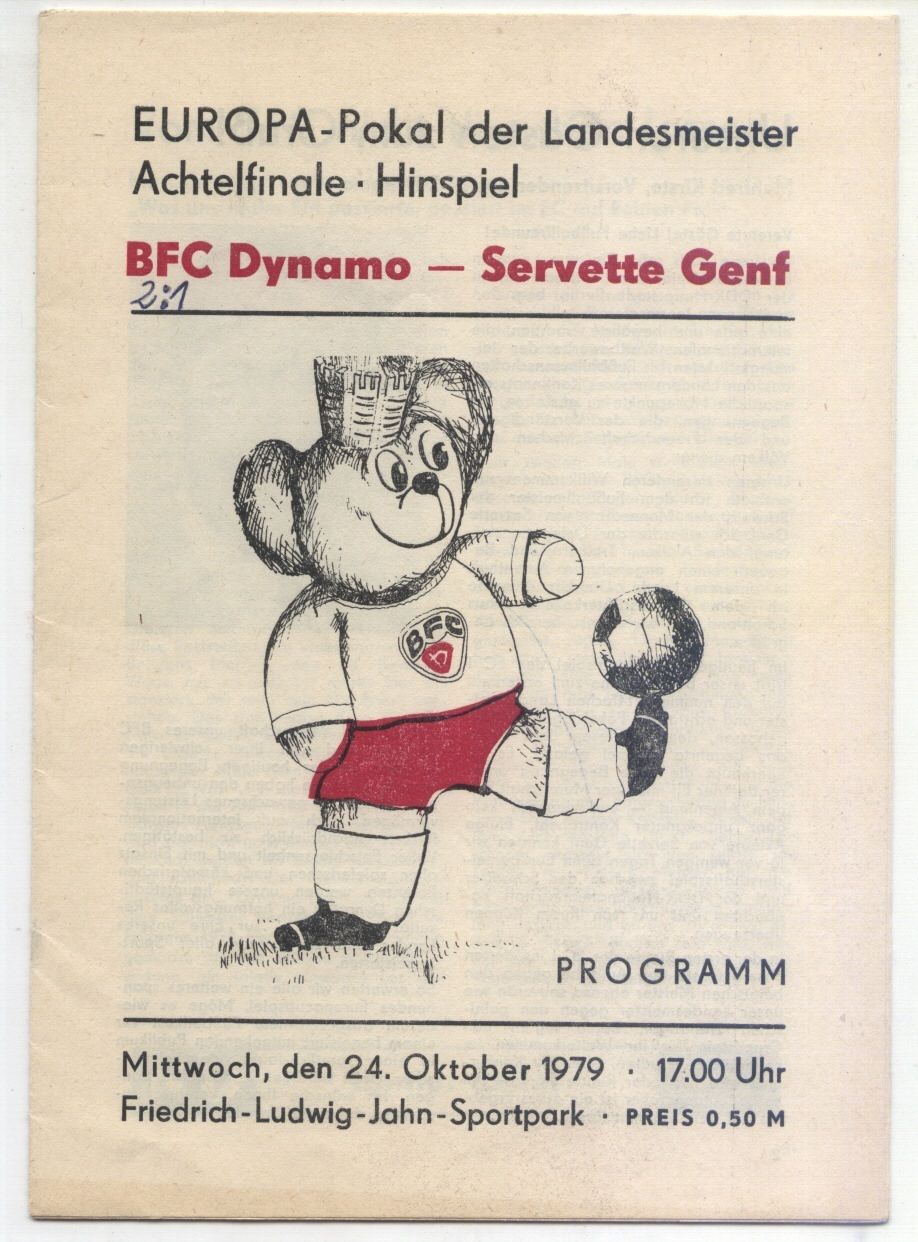 EUROPA-Pokal der Landesmeister
Achtelfinale · Hinspiel
BFC Dynamo — Servette Genf
2:1
BFC
PROGRAMM
Mittwoch, den 24. Oktober 1979 · 17.00 Uhr
Friedrich-Ludwig-Jahn-Sportpark · PREIS 0,50 M